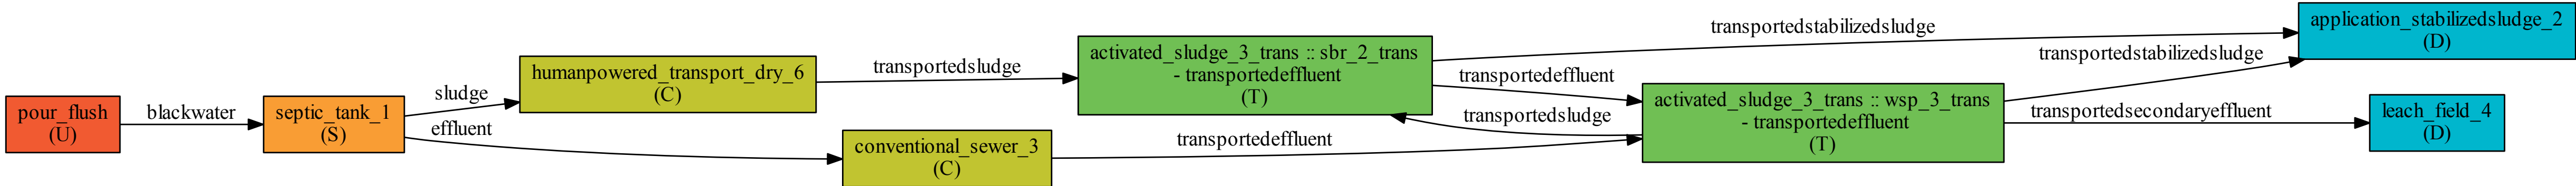 pour_flush
(U)
blackwater
septic_tank_1
(S)
sludge
effluent
humanpowered_transport_dry_6
(C)
conventional_sewer_3
(C)
transportedsludge
transportedeffluent
activated_sludge_3_trans :: sbr_2_trans
- transportedeffluent
(T)
transportedstabilizedsludge
transportedeffluent
transportedsludge
activated_sludge_3_trans :: wsp_3_trans
- transportedeffluent
(T)
transportedstabilizedsludge
transportedsecondaryeffluent
application_stabilizedsludge_2
(D)
leach_field_4
(D)